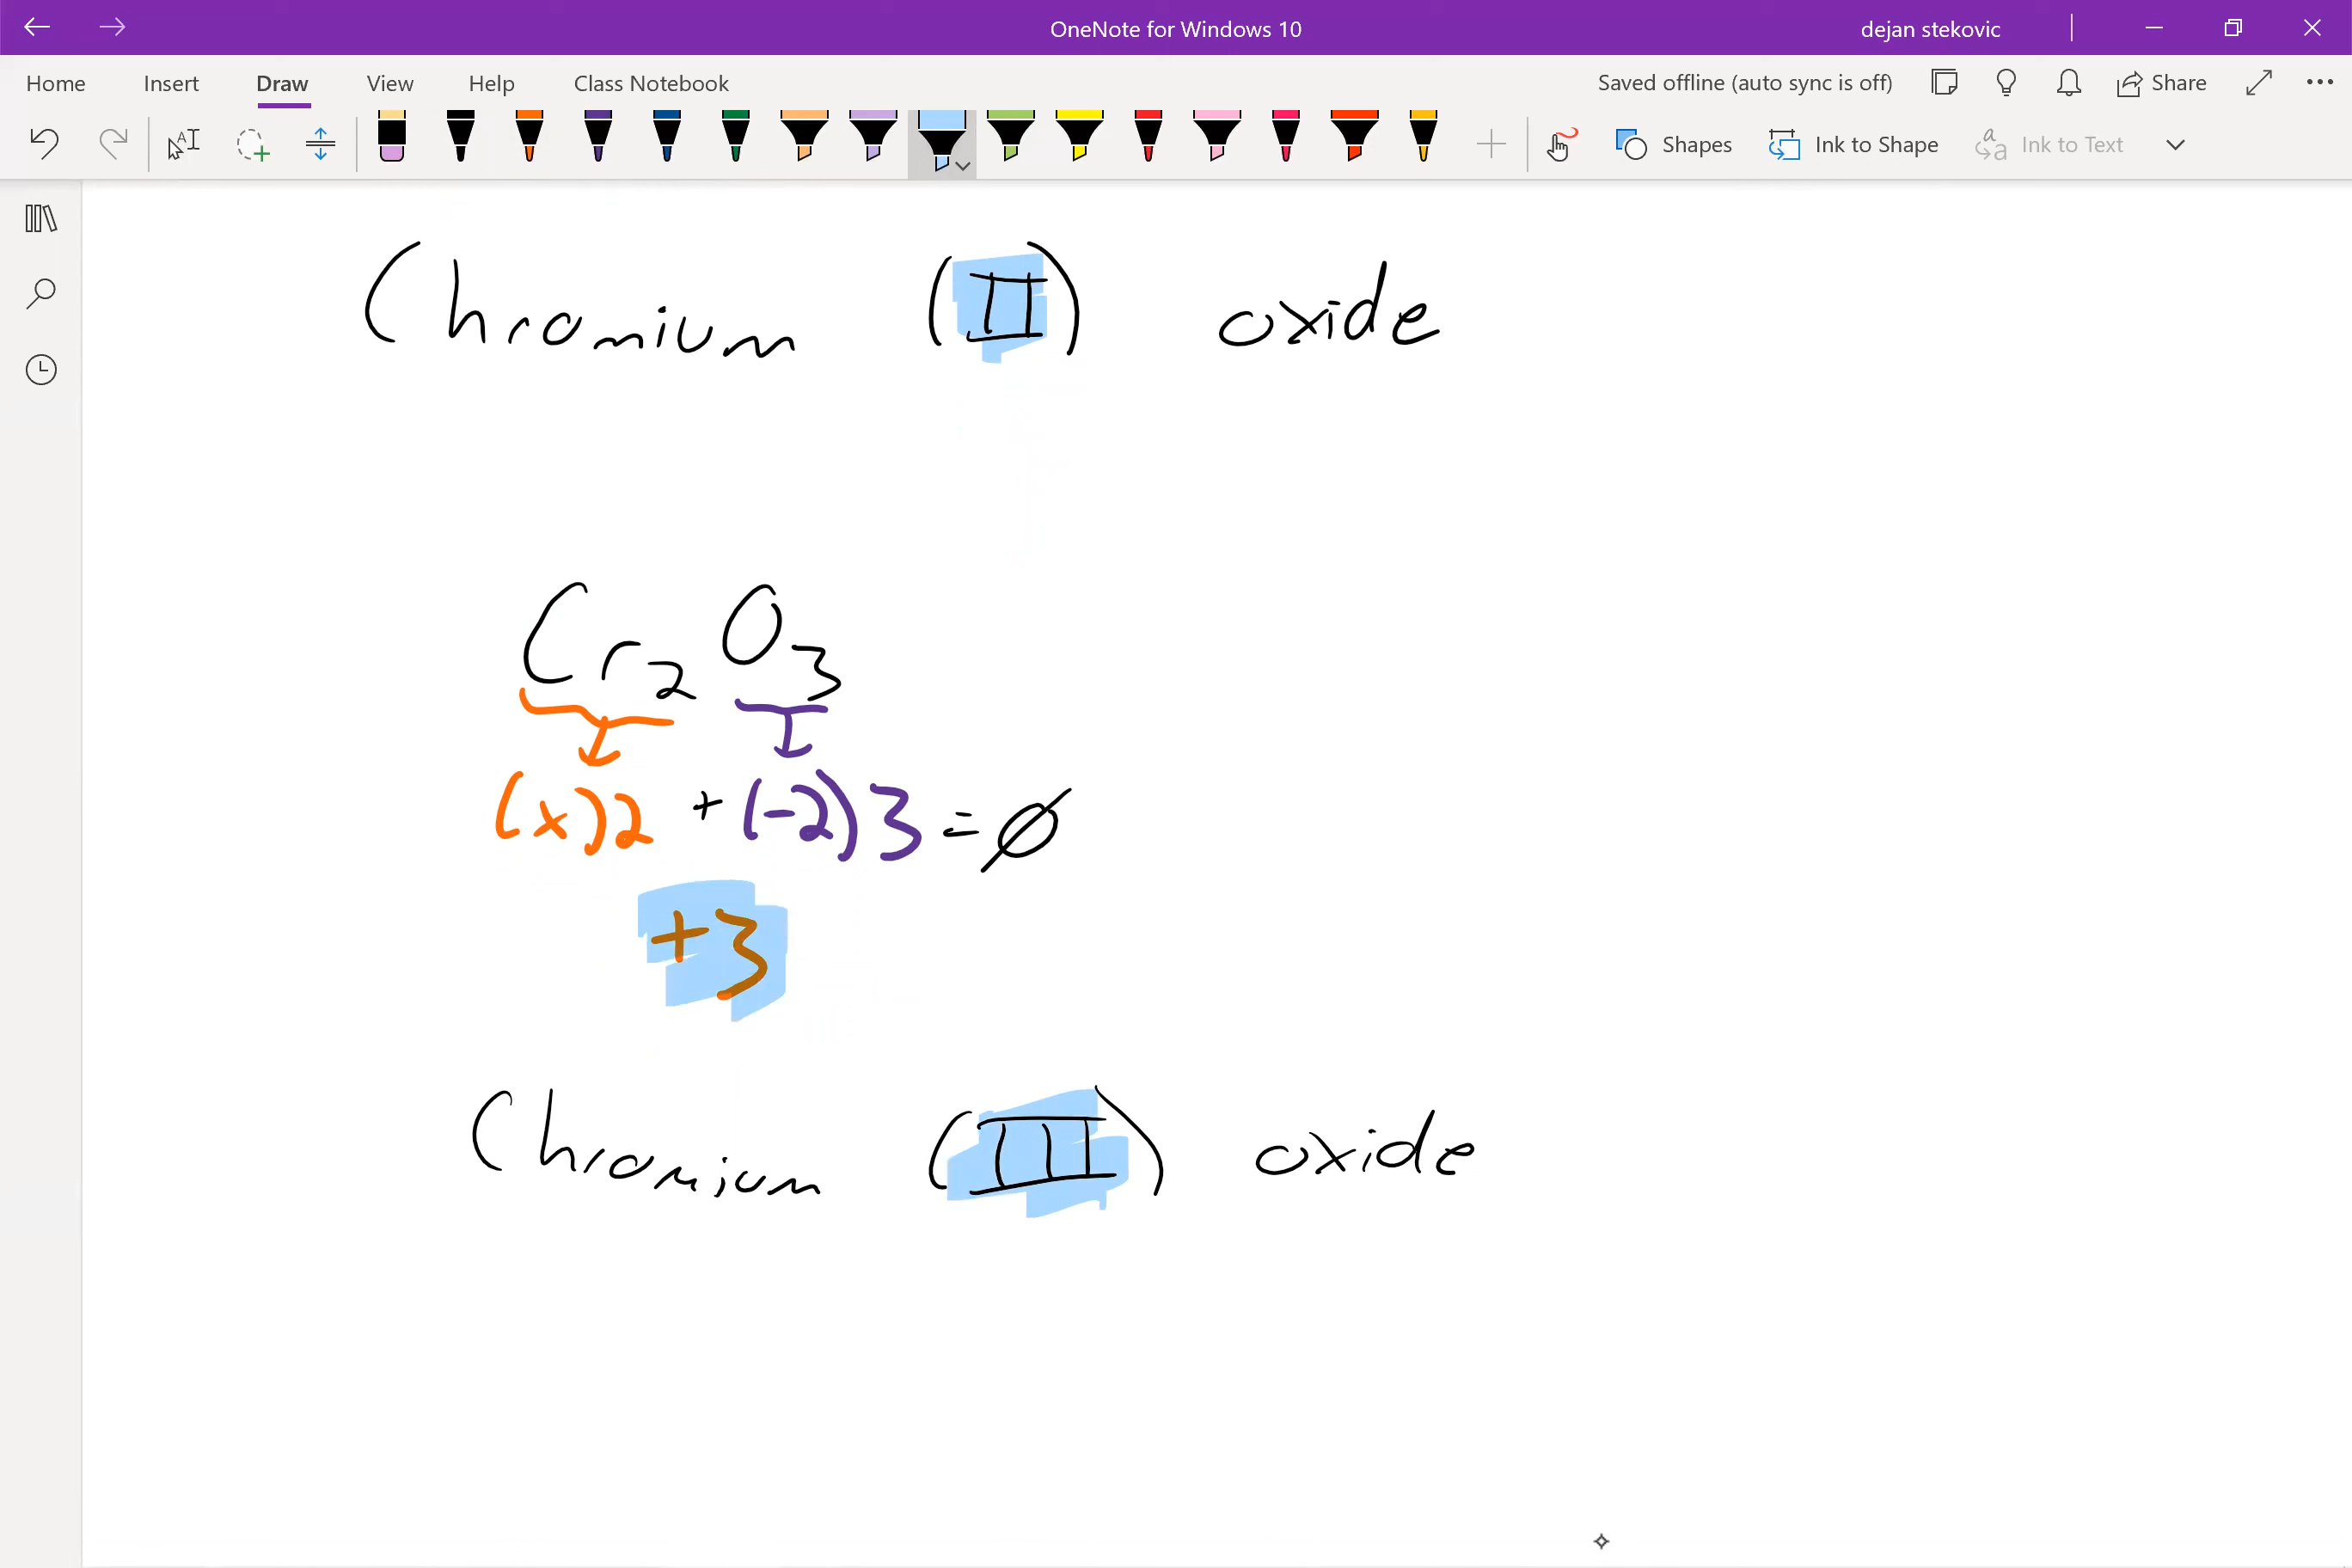 OneNote for Windows 10 dejan stekovic
Home Insert Draw View Help Class Notebook Saved offline (auto sync is off) Share
Shapes Ink to Shape Ink to Text
Chromium (II) oxide
Cr₂O₃
(x)2 + (-2)3 = ∅
+3
Chromium (III) oxide